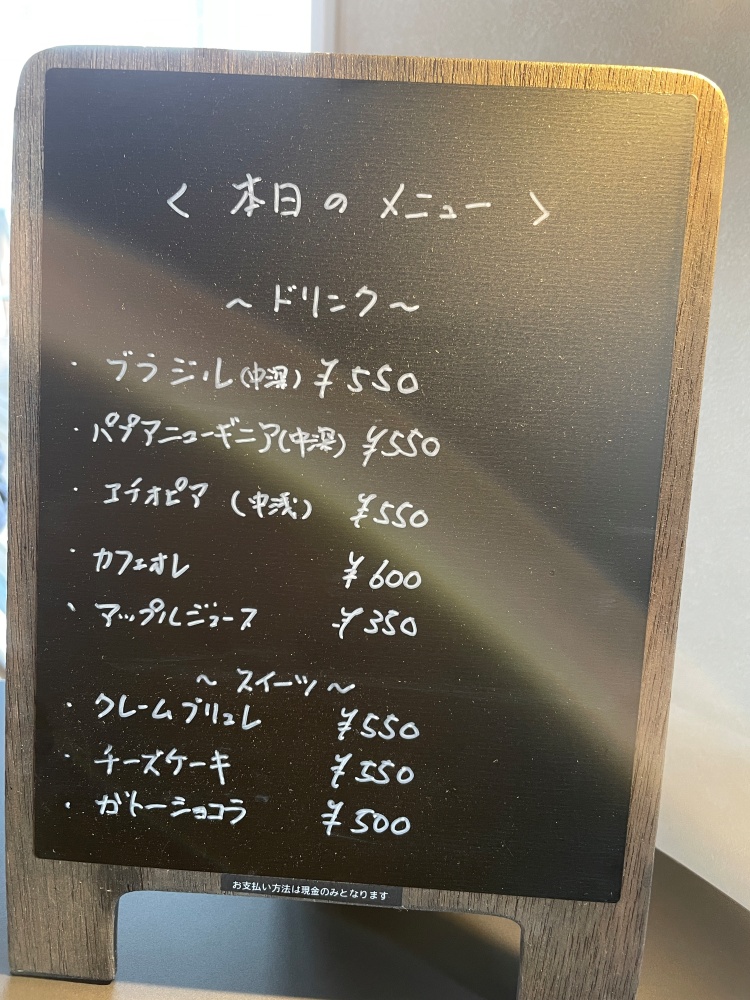 < 本日の メニュー >
～ドリンク～
・ブラジル(中深) ¥550
・パプアニューギニア(中深) ¥550
・エチオピア (中浅) ¥550
・カフェオレ ¥600
・アップルジュース ¥350
～ スイーツ ～
・クレームブリュレ ¥550
・チーズケーキ ¥550
・ガトーショコラ ¥500
お支払い方法は現金のみとなります